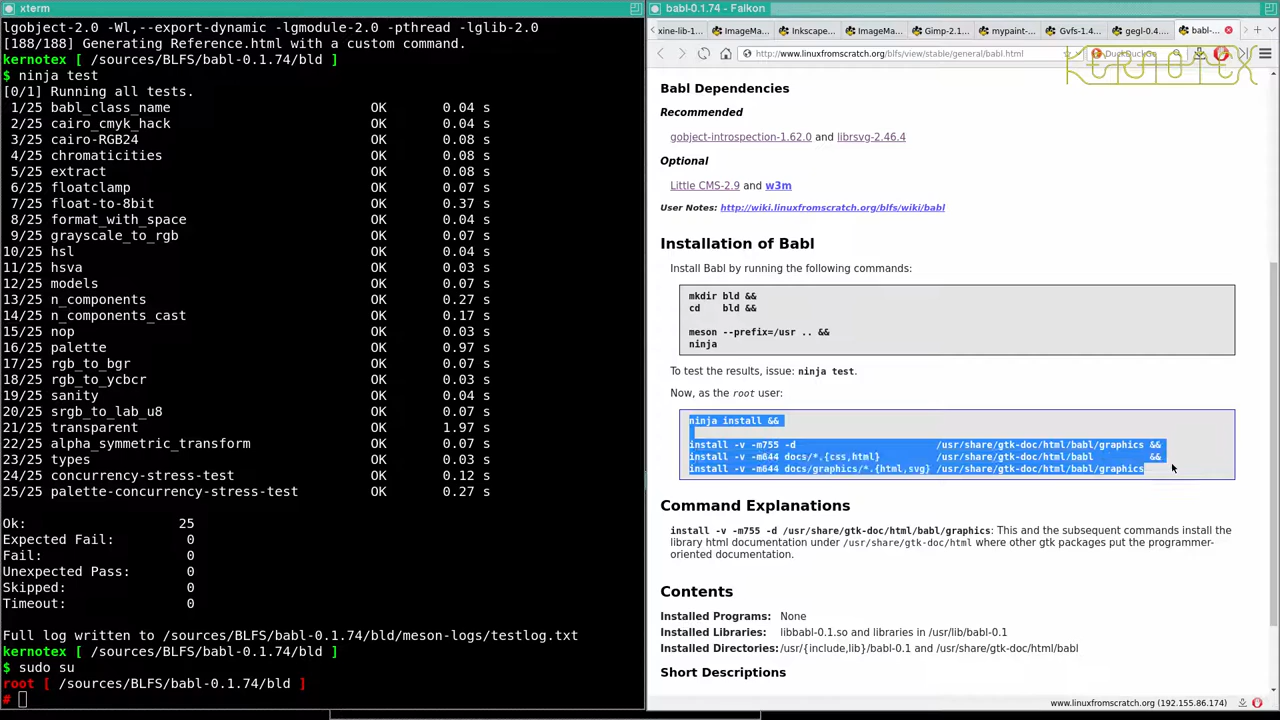 xterm
lgobject-2.0 -Wl,--export-dynamic -lgmodule-2.0 -pthread -lglib-2.0
[188/188] Generating Reference.html with a custom command.
kernotex [ /sources/BLFS/babl-0.1.74/bld ]
$ ninja test
[0/1] Running all tests.
1/25 babl_class_name OK 0.04 s
2/25 cairo_cmyk_hack OK 0.04 s
3/25 cairo-RGB24 OK 0.08 s
4/25 chromaticities OK 0.08 s
5/25 extract OK 0.08 s
6/25 floatclamp OK 0.07 s
7/25 float-to-8bit OK 0.37 s
8/25 format_with_space OK 0.04 s
9/25 grayscale_to_rgb OK 0.07 s
10/25 hsl OK 0.04 s
11/25 hsva OK 0.03 s
12/25 models OK 0.07 s
13/25 n_components OK 0.27 s
14/25 n_components_cast OK 0.17 s
15/25 nop OK 0.03 s
16/25 palette OK 0.97 s
17/25 rgb_to_bgr OK 0.07 s
18/25 rgb_to_ycbcr OK 0.03 s
19/25 sanity OK 0.04 s
20/25 srgb_to_lab_u8 OK 0.07 s
21/25 transparent OK 1.97 s
22/25 alpha_symmetric_transform OK 0.07 s
23/25 types OK 0.03 s
24/25 concurrency-stress-test OK 0.12 s
25/25 palette-concurrency-stress-test OK 0.27 s
Ok: 25
Expected Fail: 0
Fail: 0
Unexpected Pass: 0
Skipped: 0
Timeout: 0
Full log written to /sources/BLFS/babl-0.1.74/bld/meson-logs/testlog.txt
kernotex [ /sources/BLFS/babl-0.1.74/bld ]
$ sudo su
root [ /sources/BLFS/babl-0.1.74/bld ]
#
babl-0.1.74 - Falkon
xine-lib-1... ImageMa... Inkscape... ImageMa... Gimp-2.1... mypaint-... Gvfs-1.4... gegl-0.4.... babl-...
http://www.linuxfromscratch.org/blfs/view/stable/general/babl.html
DuckDuckGo
KERNOTEX
Babl Dependencies
Recommended
gobject-introspection-1.62.0 and librsvg-2.46.4
Optional
Little CMS-2.9 and w3m
User Notes: http://wiki.linuxfromscratch.org/blfs/wiki/babl
Installation of Babl
Install Babl by running the following commands:
mkdir bld &&
cd bld &&
meson --prefix=/usr .. &&
ninja
To test the results, issue: ninja test.
Now, as the root user:
ninja install &&
install -v -m755 -d /usr/share/gtk-doc/html/babl/graphics &&
install -v -m644 docs/*.{css,html} /usr/share/gtk-doc/html/babl &&
install -v -m644 docs/graphics/*.{html,svg} /usr/share/gtk-doc/html/babl/graphics
Command Explanations
install -v -m755 -d /usr/share/gtk-doc/html/babl/graphics: This and the subsequent commands install the
library html documentation under /usr/share/gtk-doc/html where other gtk packages put the programmer-
oriented documentation.
Contents
Installed Programs: None
Installed Libraries: libbabl-0.1.so and libraries in /usr/lib/babl-0.1
Installed Directories: /usr/{include,lib}/babl-0.1 and /usr/share/gtk-doc/html/babl
Short Descriptions
www.linuxfromscratch.org (192.155.86.174)